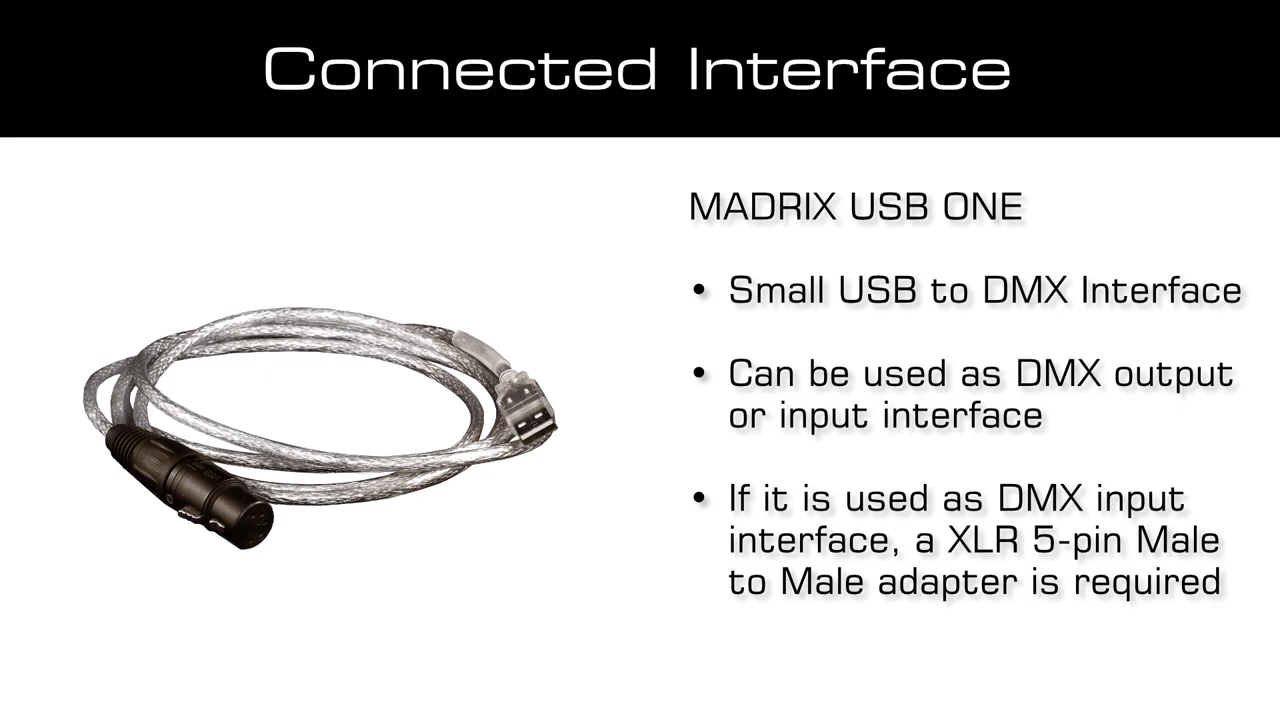 Connected Interface
MADRIX USB ONE
• Small USB to DMX Interface
• Can be used as DMX output
or input interface
• If it is used as DMX input
interface, a XLR 5-pin Male
to Male adapter is required